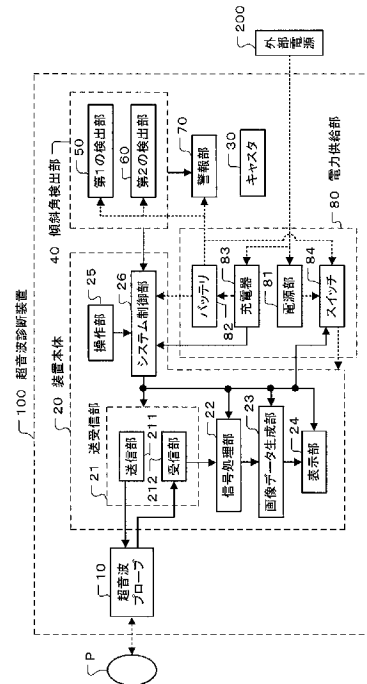 100 超音波診断装置
20 装置本体
21 送受信部
送信部
211
受信部
212
信号処理部
22
画像データ生成部
23
表示部
24
超音波プローブ
10
P
操作部
25
システム制御部
26
40 傾斜角検出部
第1の検出部
50
第2の検出部
60
警報部
70
キャスタ
30
80 電力供給部
バッテリ
82
充電器
83
電源部
81
スイッチ
84
外部電源
200